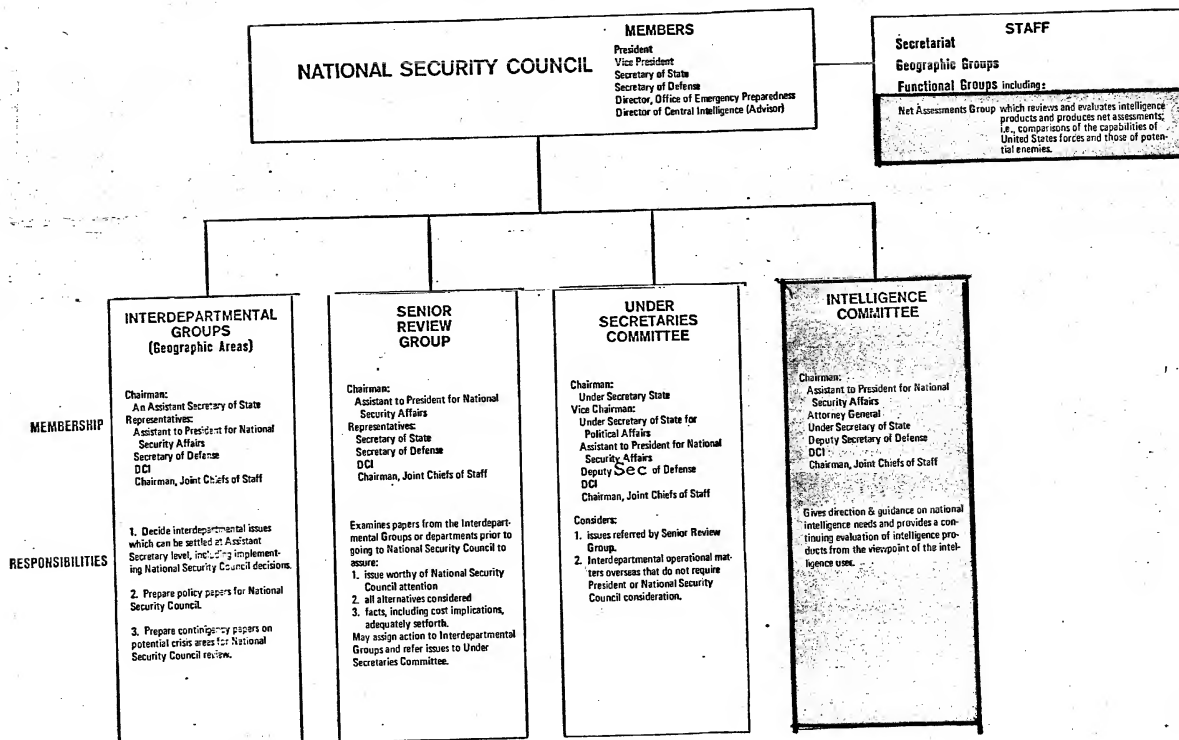 NATIONAL SECURITY COUNCIL
MEMBERS
President
Vice President
Secretary of State
Secretary of Defense
Director, Office of Emergency Preparedness
Director of Central Intelligence (Advisor)
STAFF
Secretariat
Geographic Groups
Functional Groups including:
Net Assessments Group which reviews and evaluates intelligence
products and produces net assessments;
i.e., comparisons of the capabilities of
United States forces and those of poten-
tial enemies.
MEMBERSHIP
RESPONSIBILITIES
INTERDEPARTMENTAL
GROUPS
(Geographic Areas)
Chairman:
An Assistant Secretary of State
Representatives:
Assistant to President for National
Security Affairs
Secretary of Defense
DCI
Chairman, Joint Chiefs of Staff
1. Decide interdepartmental issues
which can be settled at Assistant
Secretary level, including implement-
ing National Security Council decisions.
2. Prepare policy papers for National
Security Council.
3. Prepare contingency papers on
potential crisis areas for National
Security Council review.
SENIOR
REVIEW
GROUP
Chairman:
Assistant to President for National
Security Affairs
Representatives:
Secretary of State
Secretary of Defense
DCI
Chairman, Joint Chiefs of Staff
Examines papers from the Interdepart-
mental Groups or departments prior to
going to National Security Council to
assure:
1. issue worthy of National Security
Council attention
2. all alternatives considered
3. facts, including cost implications,
adequately setforth.
May assign action to Interdepartmental
Groups and refer issues to Under
Secretaries Committee.
UNDER
SECRETARIES
COMMITTEE
Chairman:
Under Secretary State
Vice Chairman:
Under Secretary of State for
Political Affairs
Assistant to President for National
Security Affairs
Deputy Sec of Defense
DCI
Chairman, Joint Chiefs of Staff
Considers:
1. issues referred by Senior Review
Group.
2. Interdepartmental operational mat-
ters overseas that do not require
President or National Security
Council consideration.
INTELLIGENCE
COMMITTEE
Chairman:
Assistant to President for National
Security Affairs
Attorney General
Under Secretary of State
Deputy Secretary of Defense
DCI
Chairman, Joint Chiefs of Staff
Gives direction & guidance on national
intelligence needs and provides a con-
tinuing evaluation of intelligence pro-
ducts from the viewpoint of the intel-
ligence user.